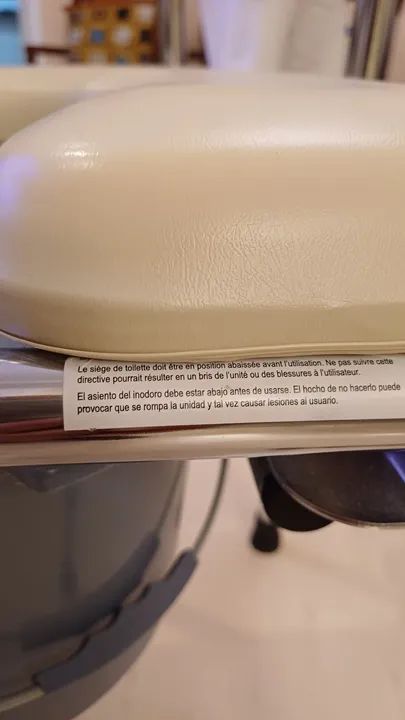 Le siège de toilette doit être en position abaissée avant l'utilisation. Ne pas suivre cette
directive pourrait résulter en un bris de l'unité ou des blessures à l'utilisateur.
El asiento del inodoro debe estar abajo antes de usarse. El hocho de no hacerlo puede
provocar que se rompa la unidad y tal vez causar lesiones al usuario.